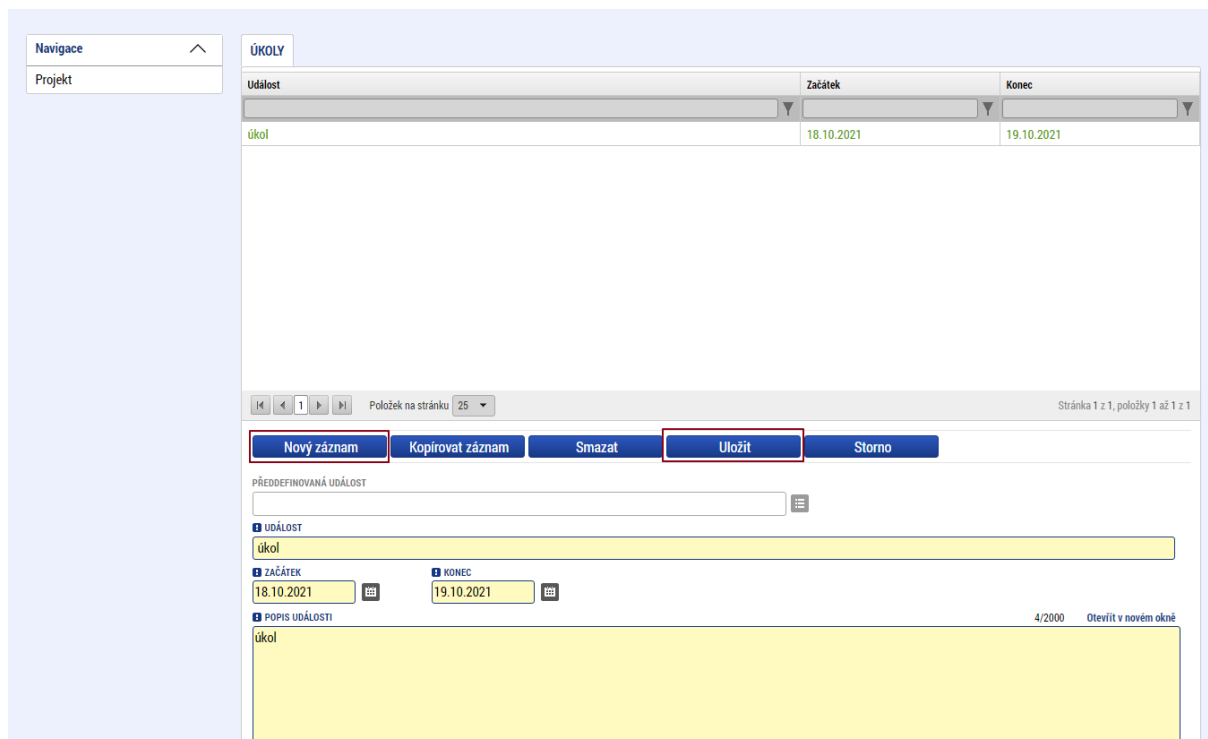 Navigace
ÚKOLY
Projekt
Událost Začátek Konec
úkol 18.10.2021 19.10.2021
1 Položek na stránku 25 Stránka 1 z 1, položky 1 až 1 z 1
Nový záznam Kopírovat záznam Smazat Uložit Storno
PŘEDDEFINOVANÁ UDÁLOST
UDÁLOST
úkol
ZAČÁTEK KONEC
18.10.2021 19.10.2021
POPIS UDÁLOSTI 4/2000 Otevřít v novém okně
úkol